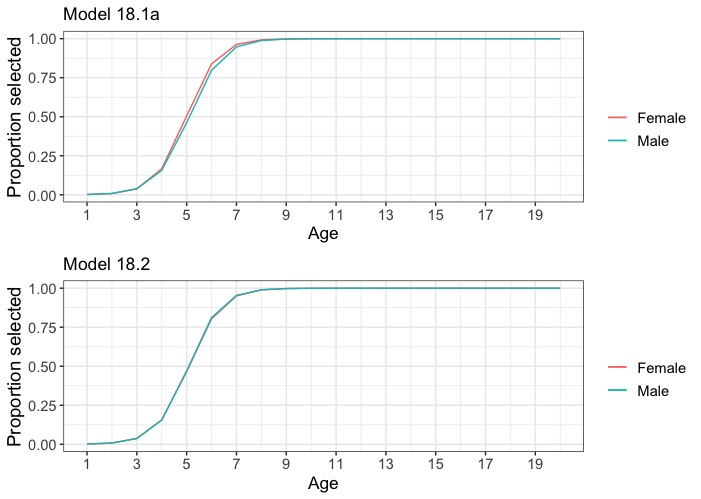 Model 18.1a
Proportion selected
1.00
0.75
0.50
0.25
0.00
1 3 5 7 9 11 13 15 17 19
Age
Female
Male
Model 18.2
Proportion selected
1.00
0.75
0.50
0.25
0.00
1 3 5 7 9 11 13 15 17 19
Age
Female
Male